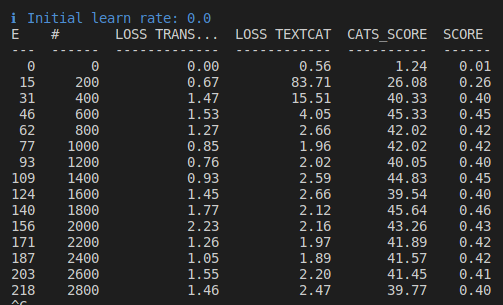 ℹ Initial learn rate: 0.0
E    #       LOSS TRANS...  LOSS TEXTCAT  CATS_SCORE  SCORE
---  ------  -------------  ------------  ----------  ------
  0       0           0.00          0.56        1.24    0.01
 15     200           0.67         83.71       26.08    0.26
 31     400           1.47         15.51       40.33    0.40
 46     600           1.53          4.05       45.33    0.45
 62     800           1.27          2.66       42.02    0.42
 77    1000           0.85          1.96       42.02    0.42
 93    1200           0.76          2.02       40.05    0.40
109    1400           0.93          2.59       44.83    0.45
124    1600           1.45          2.66       39.54    0.40
140    1800           1.77          2.12       45.64    0.46
156    2000           2.23          2.16       43.26    0.43
171    2200           1.26          1.97       41.89    0.42
187    2400           1.05          1.89       41.57    0.42
203    2600           1.55          2.20       41.45    0.41
218    2800           1.46          2.47       39.77    0.40
^C